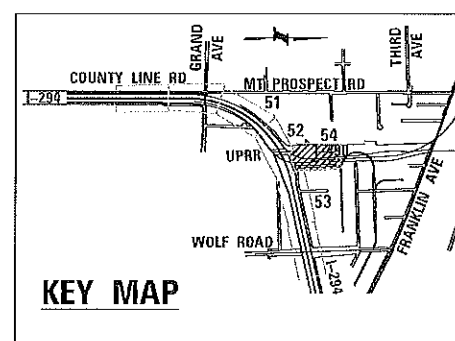 GRAND AVE
THIRD AVE
N
COUNTY LINE RD
MT PROSPECT RD
I-294
51
52
54
UPRR
53
FRANKLIN AVE
WOLF ROAD
I-294
KEY MAP